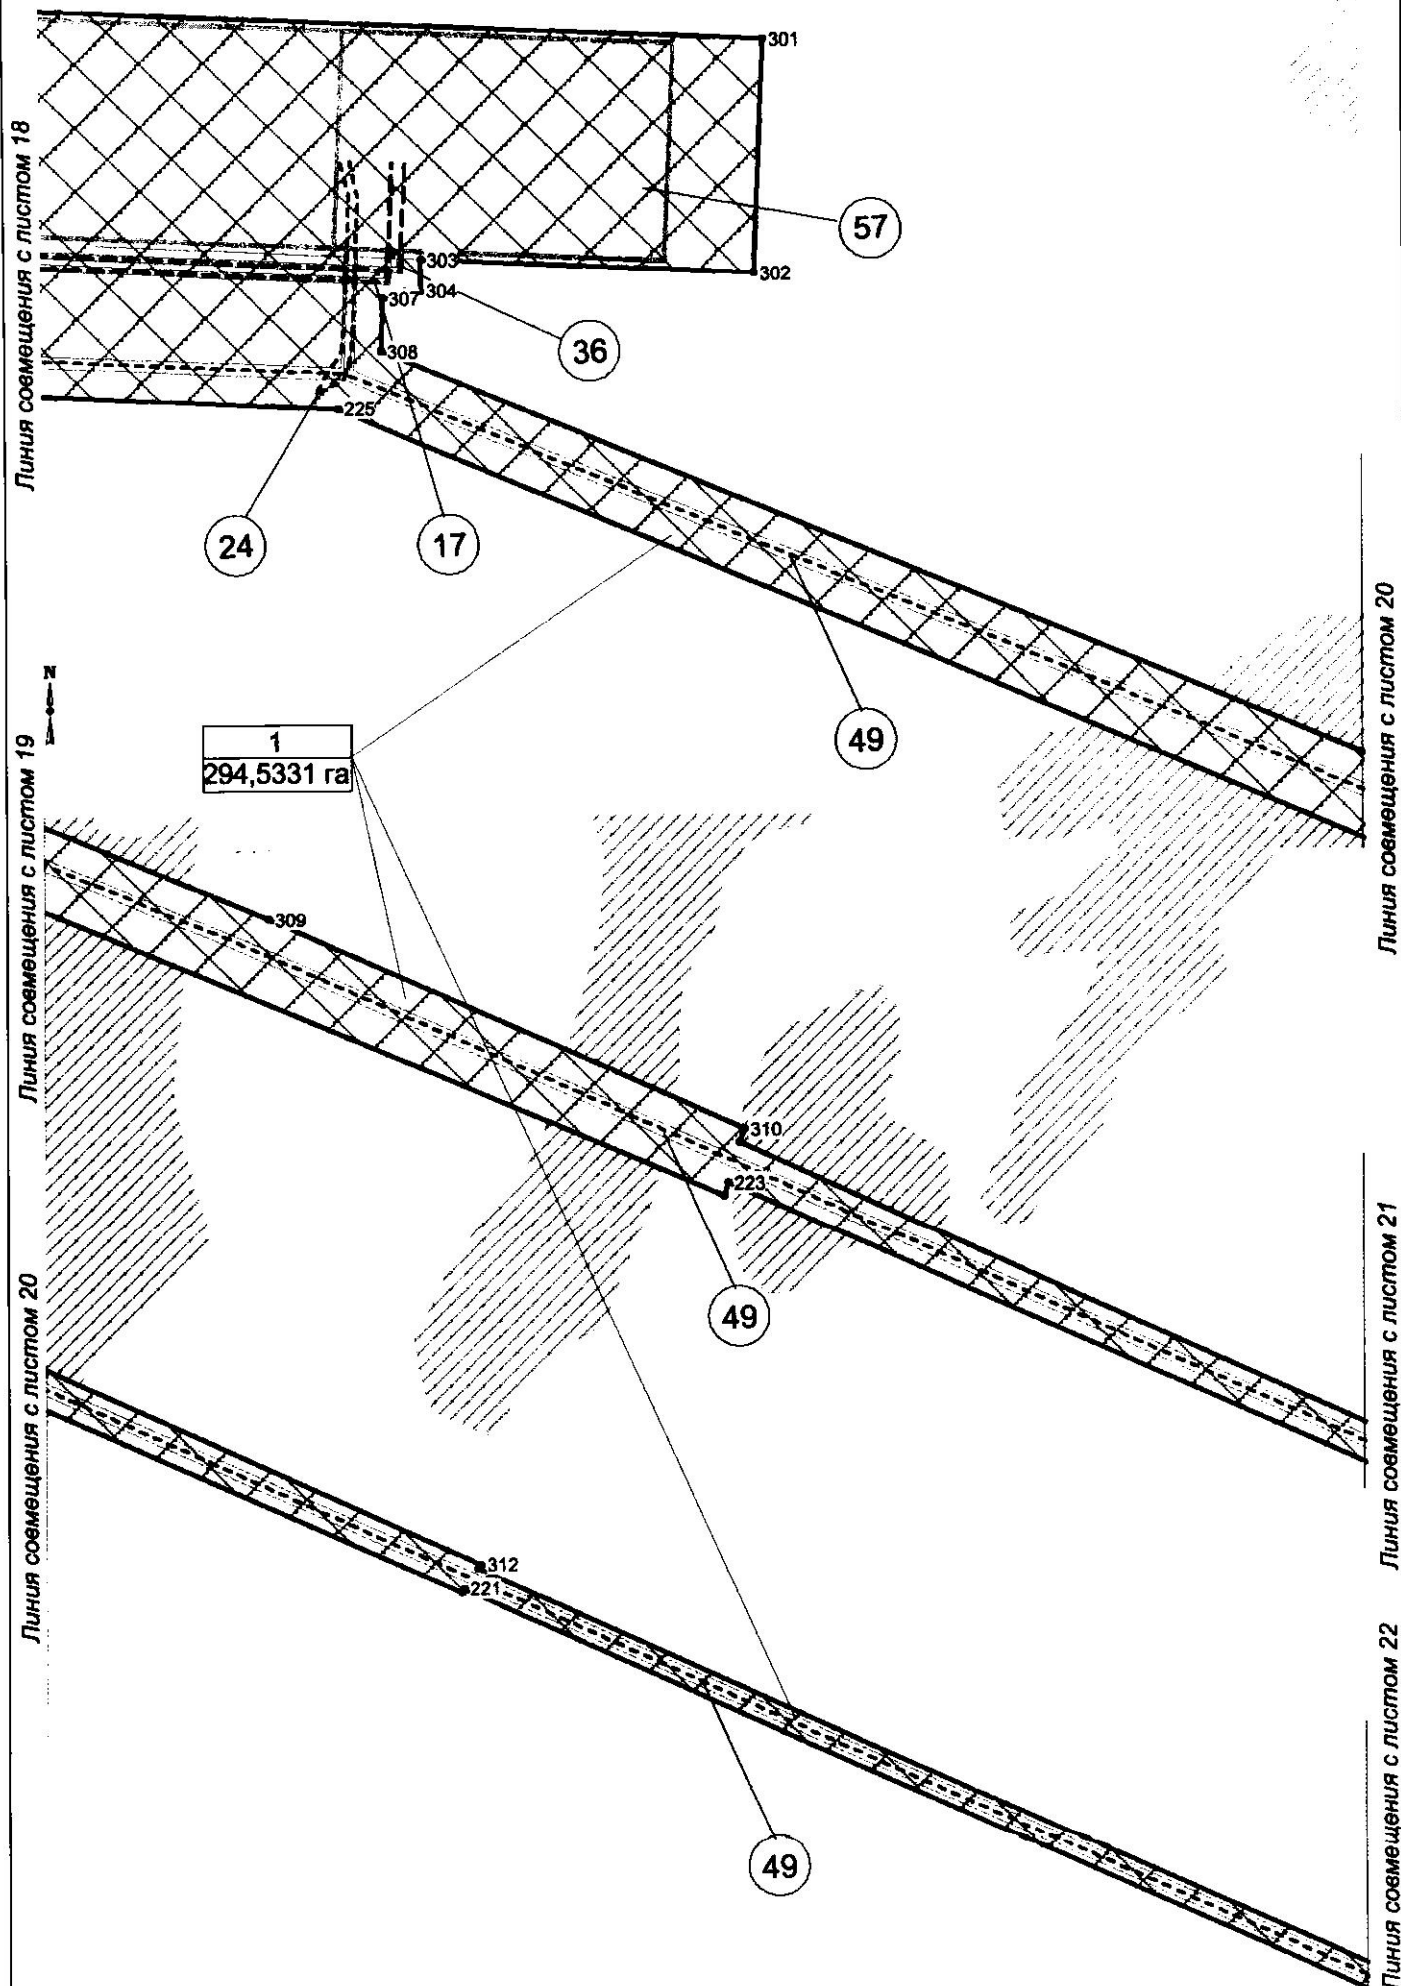 Линия совмещения с листом 18
301
57
303
302
307
304
36
308
225
24
17
49
Линия совмещения с листом 20
N
1
294,5331 га
Линия совмещения с листом 19
309
310
223
49
Линия совмещения с листом 21
Линия совмещения с листом 20
312
221
49
Линия совмещения с листом 22